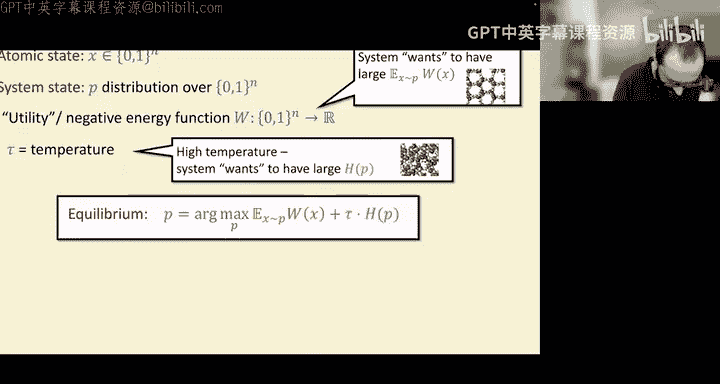 GPT中英字幕课程资源@bilibili.com
GPT中英字幕课程资源 bilibili
Atomic state: x ∈ {0,1}ⁿ
System state: p distribution over {0,1}ⁿ
System “wants” to have
large 𝔼ₓ~ₚ W(x)
“Utility”/ negative energy function W: {0,1}ⁿ → ℝ
τ = temperature
High temperature –
system “wants” to have large H(p)
Equilibrium: p = arg max 𝔼ₓ~ₚW(x) + τ · H(p)
p